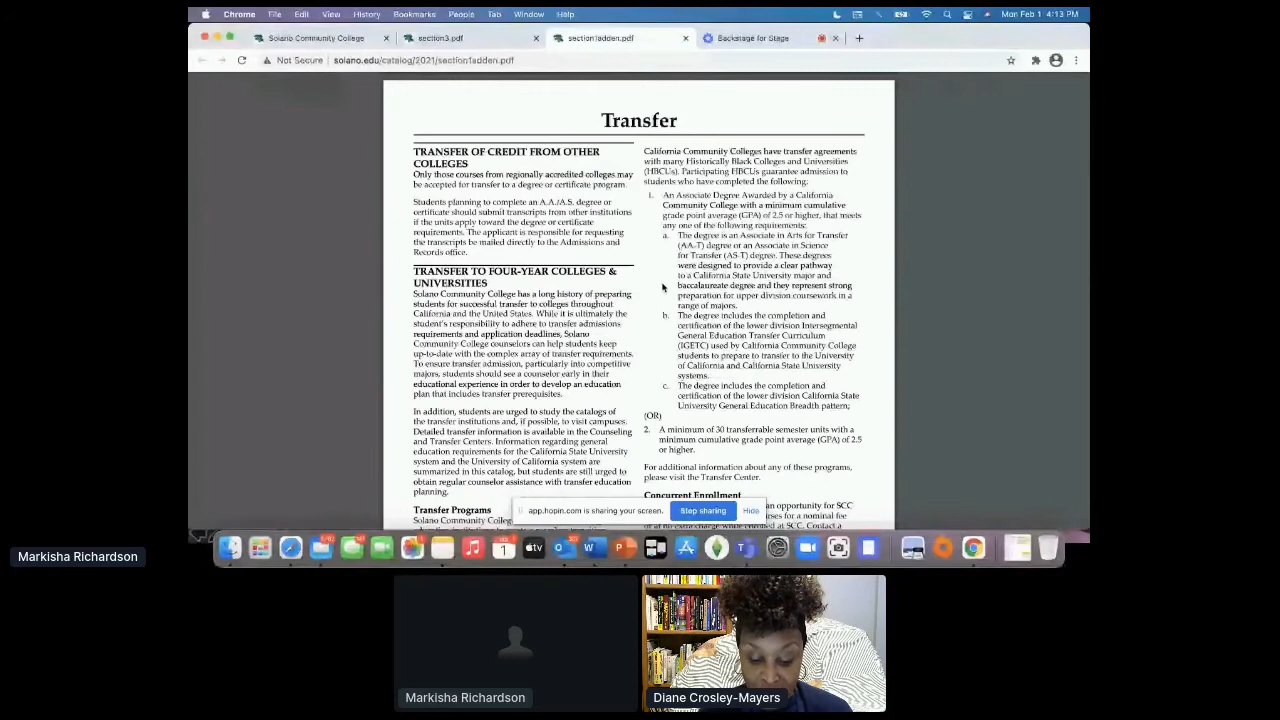 Chrome File Edit View History Bookmarks People Tab Window Help Mon Feb 1 4:13 PM
Solano Community College section3.pdf section1adden.pdf Backstage for Stage
Not Secure solano.edu/catalog/2021/section1adden.pdf
Transfer
TRANSFER OF CREDIT FROM OTHER
COLLEGES
Only those courses from regionally accredited colleges may
be accepted for transfer to a degree or certificate program.
Students planning to complete an A.A./A.S. degree or
certificate should submit transcripts from other institutions
if the units apply toward the degree or certificate
requirements. The applicant is responsible for requesting
the transcripts be mailed directly to the Admissions and
Records office.
TRANSFER TO FOUR-YEAR COLLEGES &
UNIVERSITIES
Solano Community College has a long history of preparing
students for successful transfer to colleges throughout
California and the United States. While it is ultimately the
student's responsibility to adhere to transfer admissions
requirements and application deadlines, Solano
Community College counselors can help students keep
up-to-date with the complex array of transfer requirements.
To ensure transfer admission, particularly into competitive
majors, students should see a counselor early in their
educational experience in order to develop an education
plan that includes transfer prerequisites.
In addition, students are urged to study the catalogs of
the transfer institutions and, if possible, to visit campuses.
Detailed transfer information is available in the Counseling
and Transfer Centers. Information regarding general
education requirements for the California State University
system and the University of California system are
summarized in this catalog, but students are still urged to
obtain regular counselor assistance with transfer education
planning.
Transfer Programs
Solano Community Colleg
California Community Colleges have transfer agreements
with many Historically Black Colleges and Universities
(HBCUs). Participating HBCUs guarantee admission to
students who have completed the following:
1. An Associate Degree Awarded by a California
Community College with a minimum cumulative
grade point average (GPA) of 2.5 or higher, that meets
any one of the following requirements:
a. The degree is an Associate in Arts for Transfer
(AA-T) degree or an Associate in Science
for Transfer (AS-T) degree. These degrees
were designed to provide a clear pathway
to a California State University major and
baccalaureate degree and they represent strong
preparation for upper division coursework in a
range of majors.
b. The degree includes the completion and
certification of the lower division Intersegmental
General Education Transfer Curriculum
(IGETC) used by California Community College
students to prepare to transfer to the University
of California and California State University
systems.
c. The degree includes the completion and
certification of the lower division California State
University General Education Breadth pattern;
(OR)
2. A minimum of 30 transferrable semester units with a
minimum cumulative grade point average (GPA) of 2.5
or higher.
For additional information about any of these programs,
please visit the Transfer Center.
Concurrent Enrollment
an opportunity for SCC
rses for a nominal fee
app.hopin.com is sharing your screen. Stop sharing Hide
Markisha Richardson
Markisha Richardson
Diane Crosley-Mayers